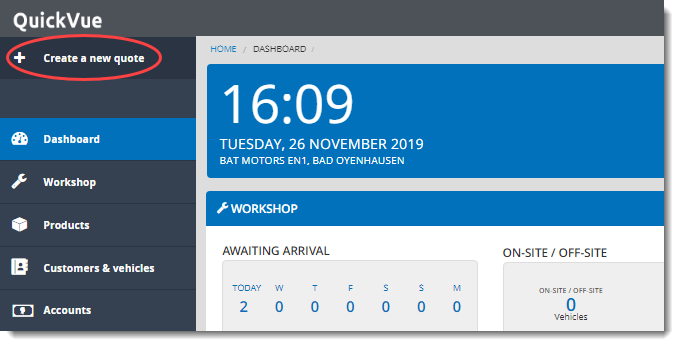 QuickVue
Create a new quote
HOME / DASHBOARD /
16:09
TUESDAY, 26 NOVEMBER 2019
BAT MOTORS EN1, BAD OYENHAUSEN
Dashboard
Workshop
Products
Customers & vehicles
Accounts
WORKSHOP
AWAITING ARRIVAL
TODAY W T F S S M
2 0 0 0 0 0 0
ON-SITE / OFF-SITE
ON-SITE / OFF-SITE
0
Vehicles